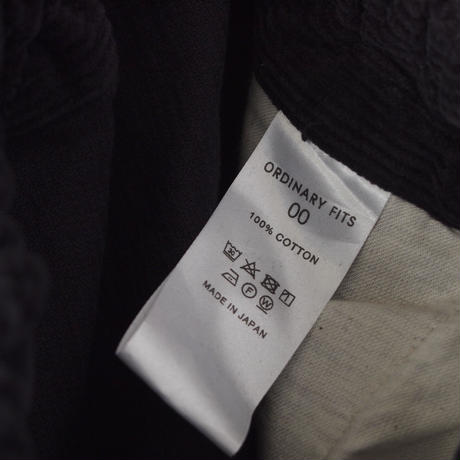 ORDINARY FITS
00
100% COTTON
MADE IN JAPAN